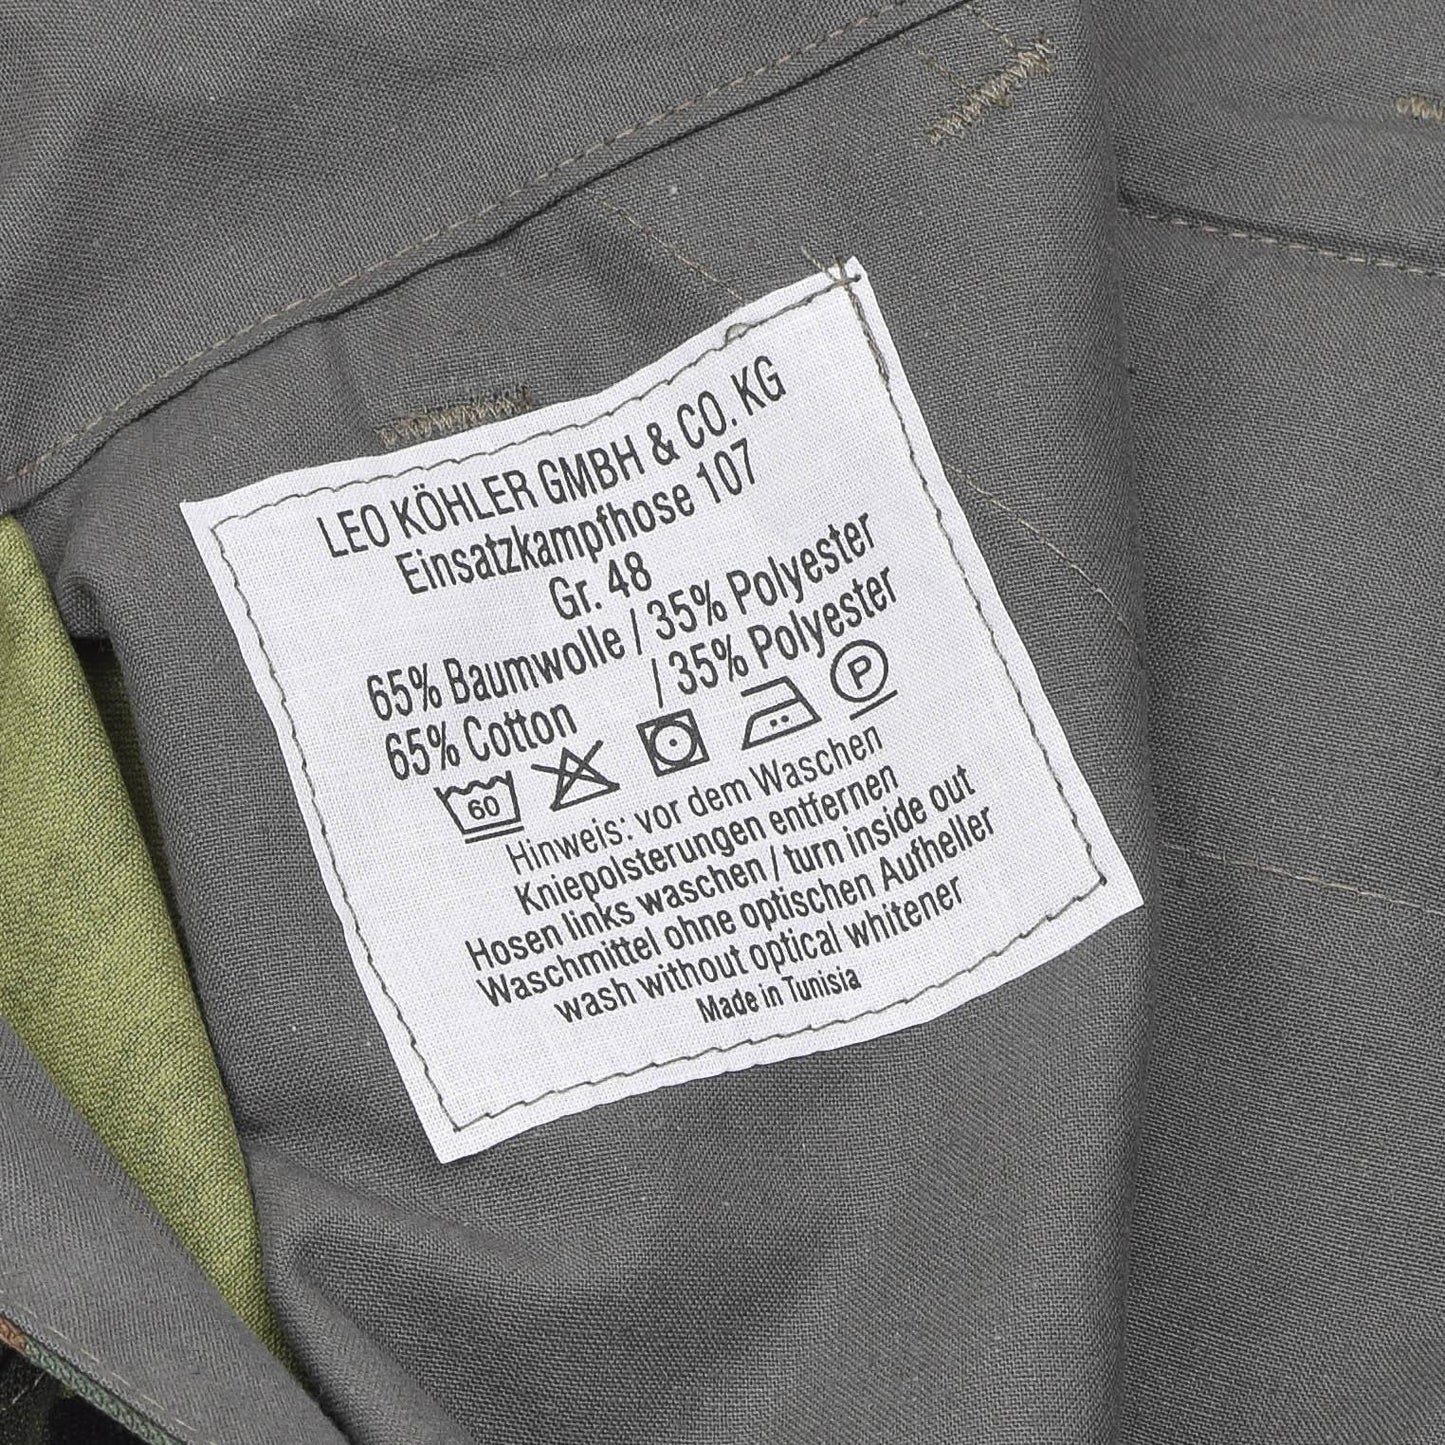 LEO KÖHLER GMBH & CO. KG
Einsatzkampfhose 107
Gr. 48
65% Baumwolle / 35% Polyester
65% Cotton / 35% Polyester
60 P
Hinweis: vor dem Waschen
Kniepolsterungen entfernen
Hosen links waschen / turn inside out
Waschmittel ohne optischen Aufheller
wash without optical whitener
Made in Tunisia